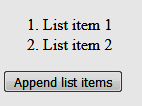 1. List item 1
2. List item 2
Append list items